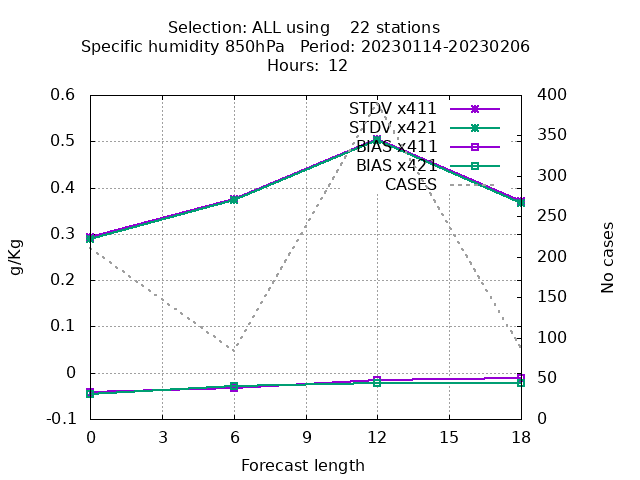 Selection: ALL using    22 stations
Specific humidity 850hPa   Period: 20230114-20230206
Hours: 12
0.6
0.5
0.4
0.3
0.2
0.1
0
-0.1
g/Kg
STDV x411
STDV x421
BIAS x411
BIAS x421
CASES
400
350
300
250
200
150
100
50
0
No cases
0 3 6 9 12 15 18
Forecast length